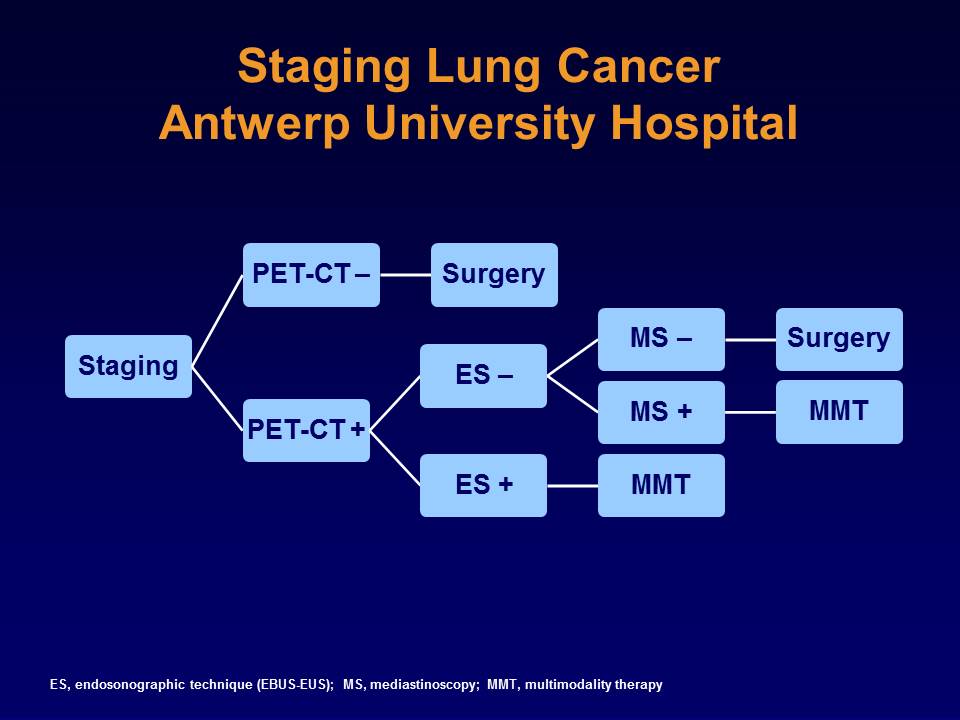 Staging Lung Cancer
Antwerp University Hospital
PET-CT –
Surgery
MS –
Surgery
Staging
ES –
MS +
MMT
PET-CT +
ES +
MMT
ES, endosonographic technique (EBUS-EUS); MS, mediastinoscopy; MMT, multimodality therapy